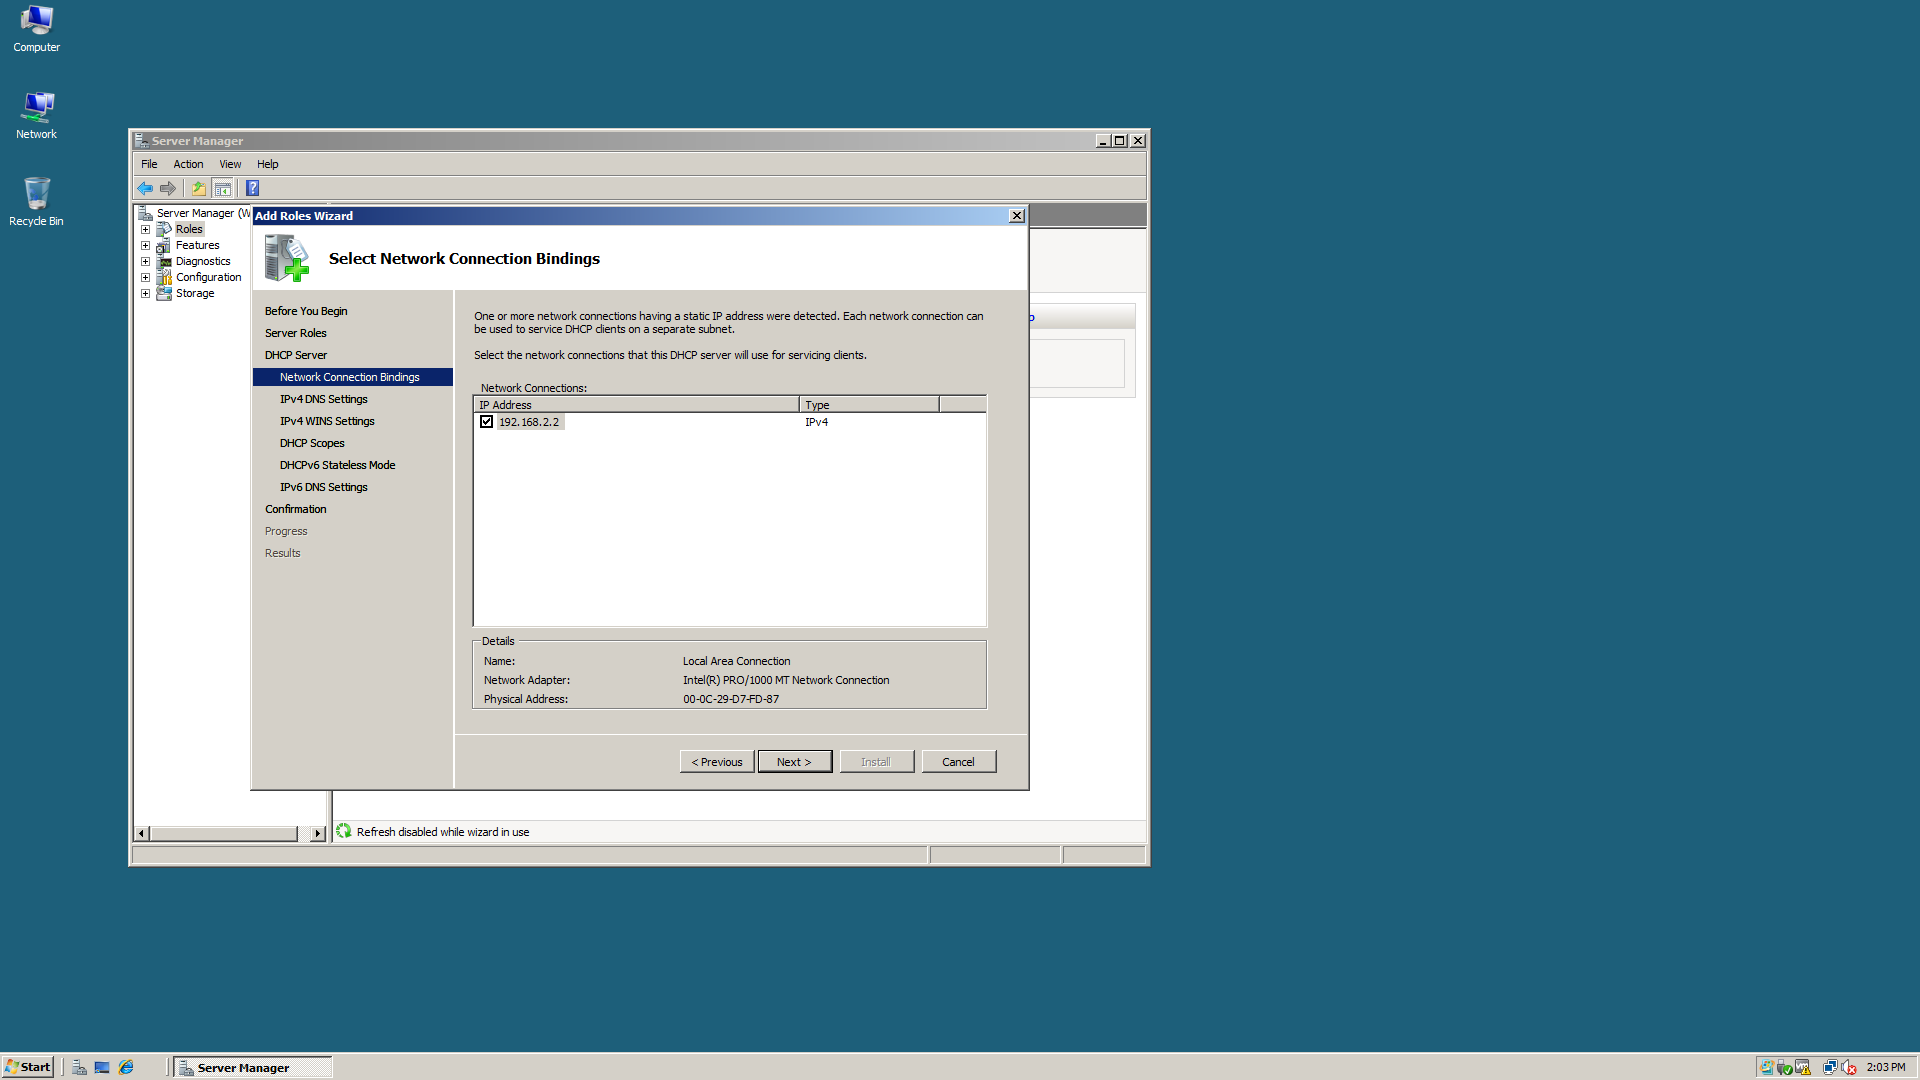 Computer
Network
Recycle Bin
Server Manager
File Action View Help
Server Manager (W
Roles
Features
Diagnostics
Configuration
Storage
Add Roles Wizard
Select Network Connection Bindings
Before You Begin
Server Roles
DHCP Server
Network Connection Bindings
IPv4 DNS Settings
IPv4 WINS Settings
DHCP Scopes
DHCPv6 Stateless Mode
IPv6 DNS Settings
Confirmation
Progress
Results
One or more network connections having a static IP address were detected. Each network connection can
be used to service DHCP clients on a separate subnet.
Select the network connections that this DHCP server will use for servicing clients.
Network Connections:
IP Address Type
192.168.2.2 IPv4
Details
Name: Local Area Connection
Network Adapter: Intel(R) PRO/1000 MT Network Connection
Physical Address: 00-0C-29-D7-FD-87
< Previous Next > Install Cancel
Refresh disabled while wizard in use
Start Server Manager 2:03 PM